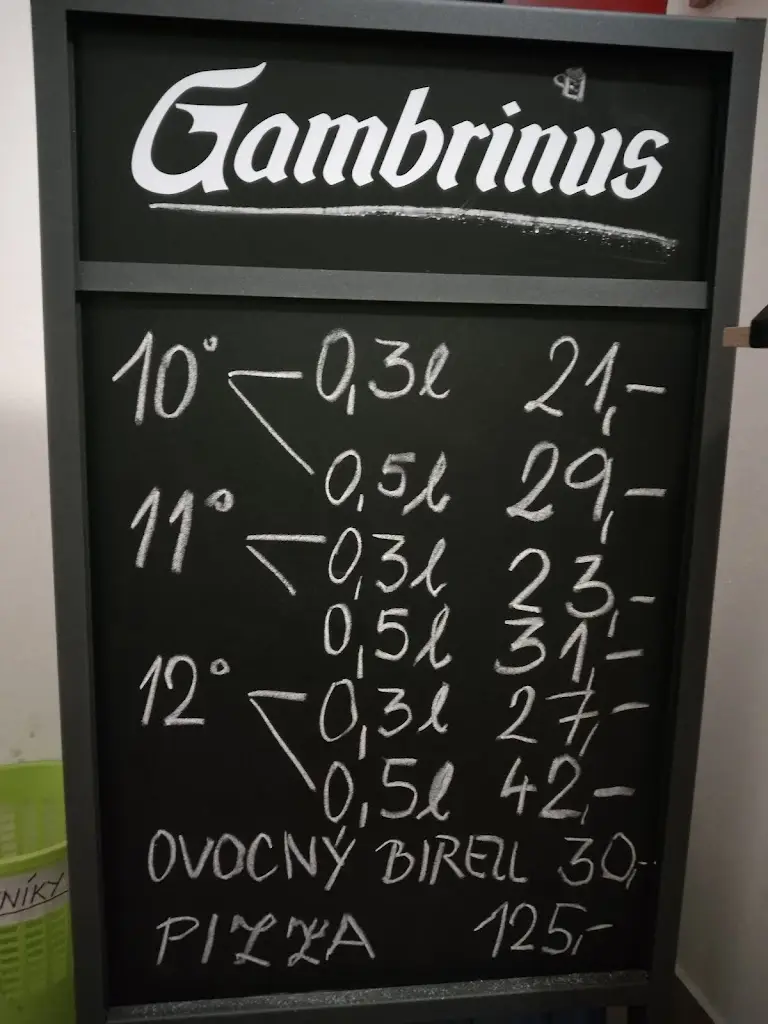 Gambrinus
10° 0,3l 21,-
0,5l 29,-
11° 0,3l 23,-
0,5l 31,-
12° 0,3l 27,-
0,5l 42,-
OVOCNÝ BIRELL 30,-
PIZZA 125,-
NÍKY